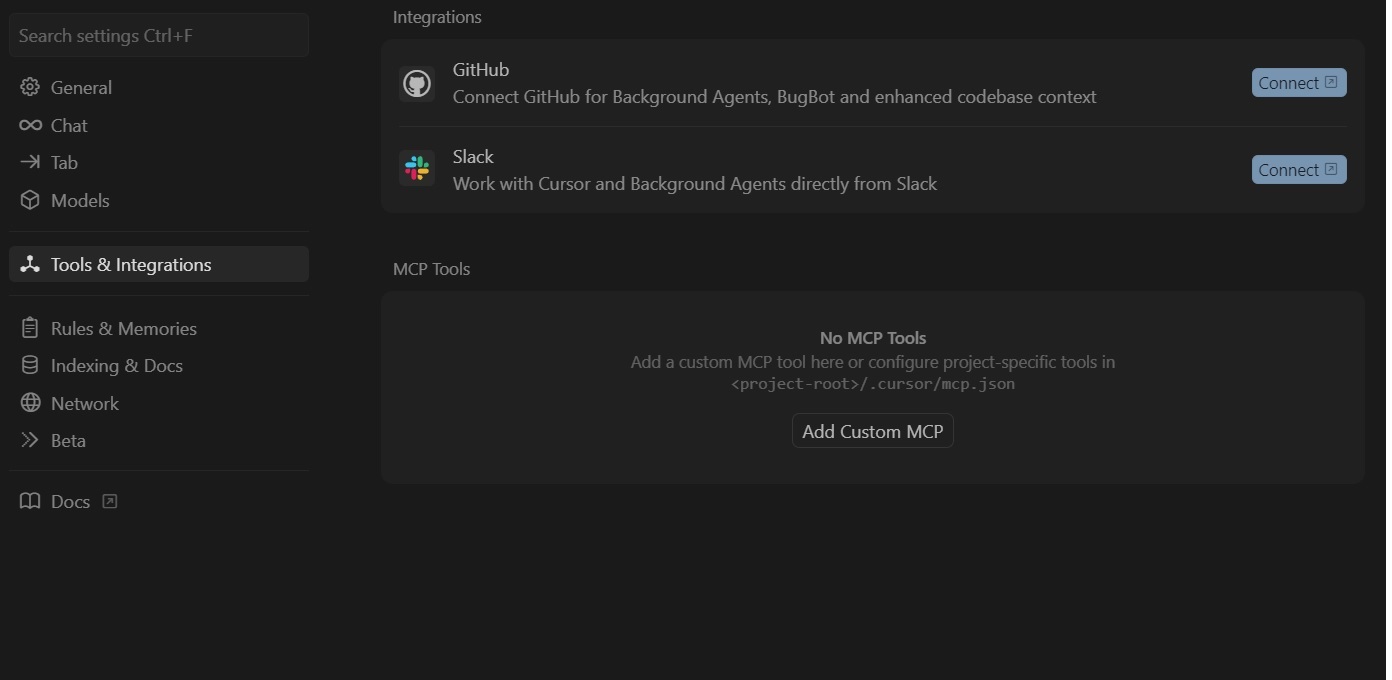 Search settings Ctrl+F
General
Chat
Tab
Models
Tools & Integrations
Rules & Memories
Indexing & Docs
Network
Beta
Docs
Integrations
GitHub
Connect GitHub for Background Agents, BugBot and enhanced codebase context
Connect
Slack
Work with Cursor and Background Agents directly from Slack
Connect
MCP Tools
No MCP Tools
Add a custom MCP tool here or configure project-specific tools in
<project-root>/.cursor/mcp.json
Add Custom MCP